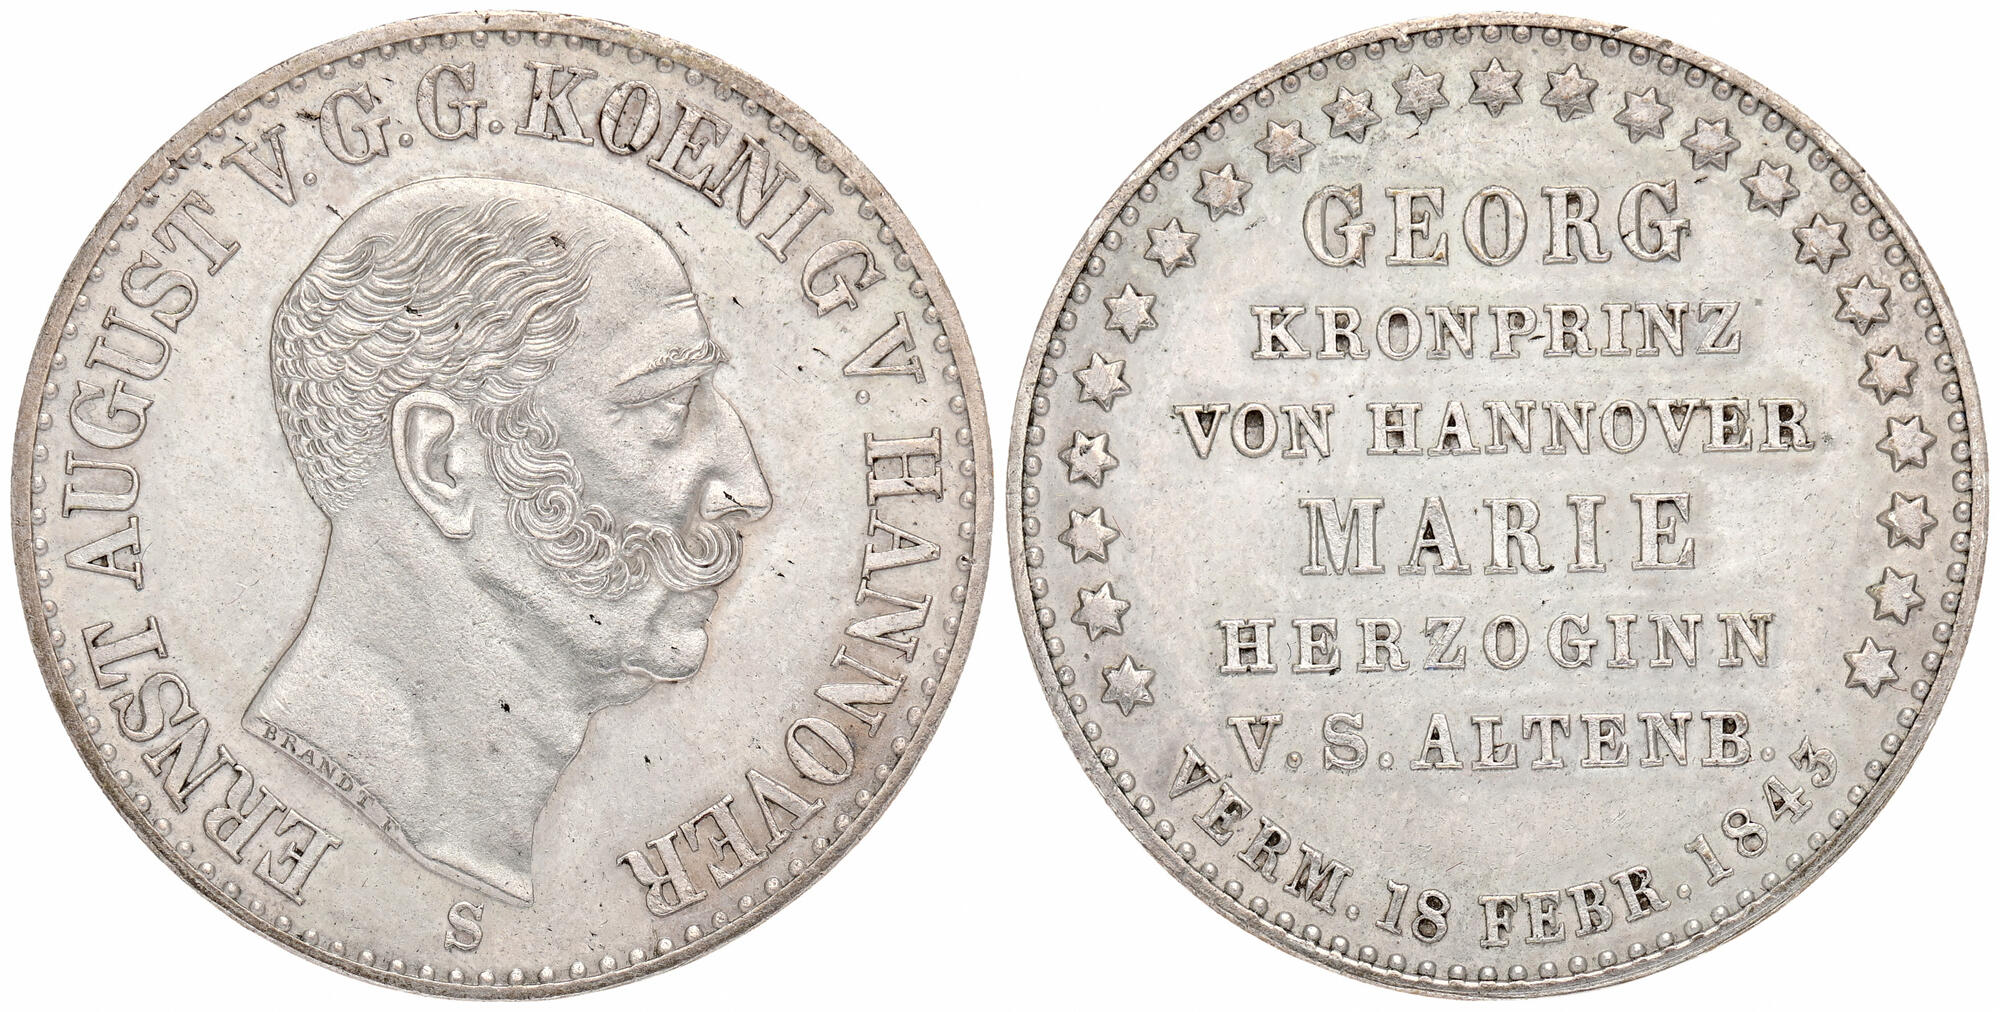 ERNST AUGUST V. G. G. KOENIG V. HANNOVER
BRANDT F.
S
GEORG
KRONPRINZ
VON HANNOVER
MARIE
HERZOGINN
V. S. ALTENB.
VERM. 18 FEBR. 1843